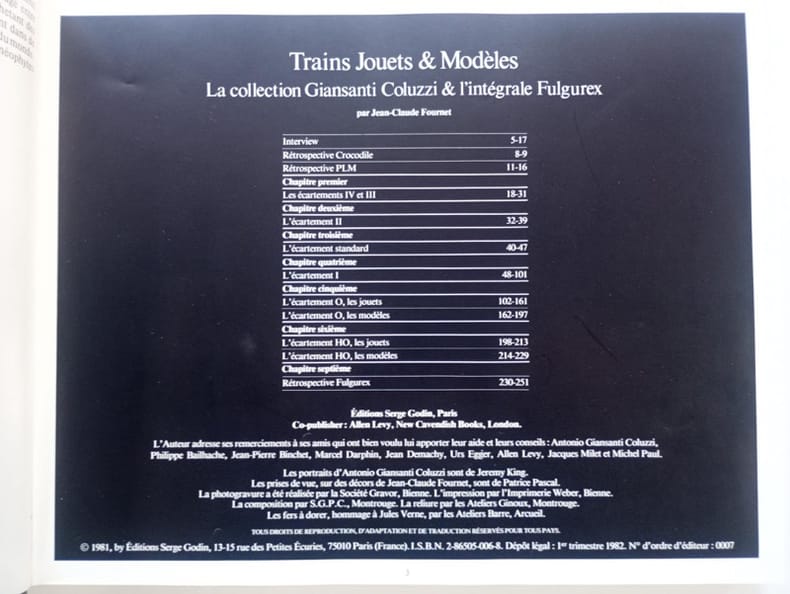 Trains Jouets & Modèles
La collection Giansanti Coluzzi & l'intégrale Fulgurex
par Jean-Claude Fournet
Interview 5-17
Rétrospective Crocodile 8-9
Rétrospective PLM 11-16
Chapitre premier
Les écartements IV et III 18-31
Chapitre deuxième
L'écartement II 32-39
Chapitre troisième
L'écartement standard 40-47
Chapitre quatrième
L'écartement I 48-101
Chapitre cinquième
L'écartement O, les jouets 102-161
L'écartement O, les modèles 162-197
Chapitre sixième
L'écartement HO, les jouets 198-213
L'écartement HO, les modèles 214-229
Chapitre septième
Rétrospective Fulgurex 230-251
Éditions Serge Godin, Paris
Co-publisher : Allen Levy, New Cavendish Books, London.
L'Auteur adresse ses remerciements à ses amis qui ont bien voulu lui apporter leur aide et leurs conseils : Antonio Giansanti Coluzzi,
Philippe Bailhache, Jean-Pierre Binchet, Marcel Darphin, Jean Demachy, Urs Egger, Allen Levy, Jacques Milet et Michel Paul.
Les portraits d'Antonio Giansanti Coluzzi sont de Jeremy King.
Les prises de vue, sur des décors de Jean-Claude Fournet, sont de Patrice Pascal.
La photogravure a été réalisée par la Société Gravor, Bienne. L'impression par l'Imprimerie Weber, Bienne.
La composition par S.G.P.C., Montrouge. La reliure par les Ateliers Ginoux, Montrouge.
Les fers à dorer, hommage à Jules Verne, par les Ateliers Barre, Arcueil.
TOUS DROITS DE REPRODUCTION, D'ADAPTATION ET DE TRADUCTION RÉSERVÉS POUR TOUS PAYS.
© 1981, by Éditions Serge Godin, 13-15 rue des Petites Écuries, 75010 Paris (France). I.S.B.N. 2-86505-006-8. Dépôt légal : 1er trimestre 1982. N° d'ordre d'éditeur : 0007
3